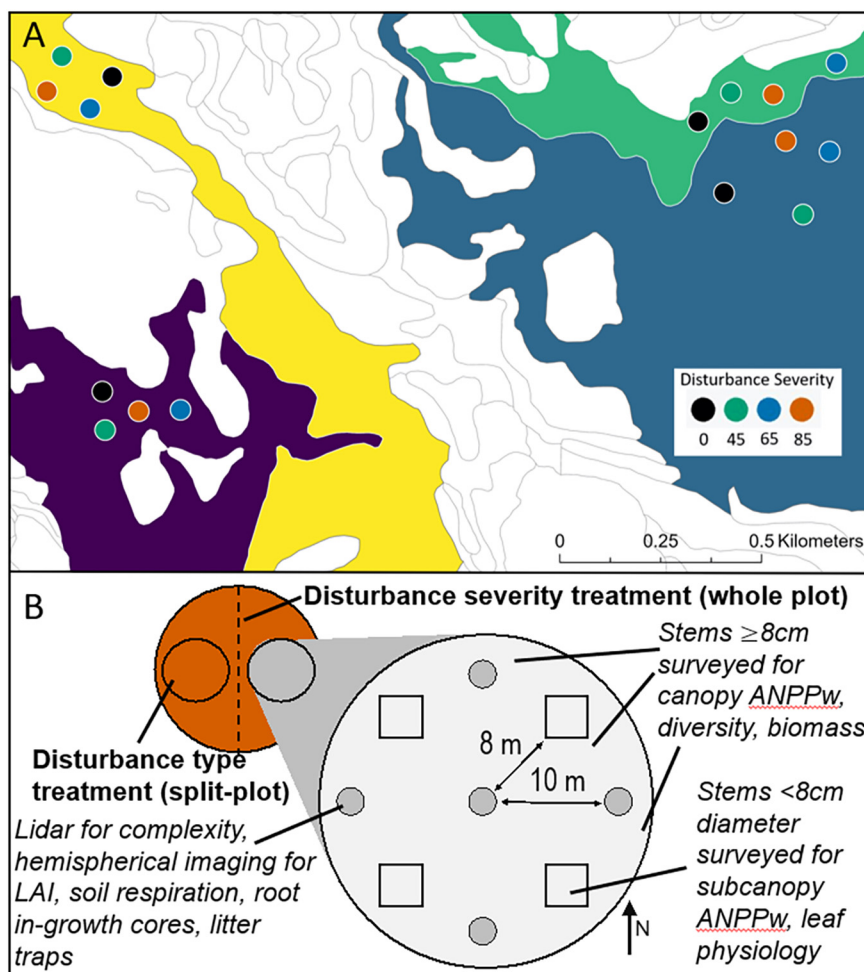 A
Disturbance Severity
0 45 65 85
0 0.25 0.5 Kilometers
B
Disturbance severity treatment (whole plot)
Stems ≥8cm
surveyed for
canopy ANPPw,
diversity, biomass
8 m
10 m
Disturbance type
treatment (split-plot)
Lidar for complexity,
hemispherical imaging for
LAI, soil respiration, root
in-growth cores, litter
traps
Stems <8cm
diameter
surveyed for
subcanopy
ANPPw, leaf
physiology
N